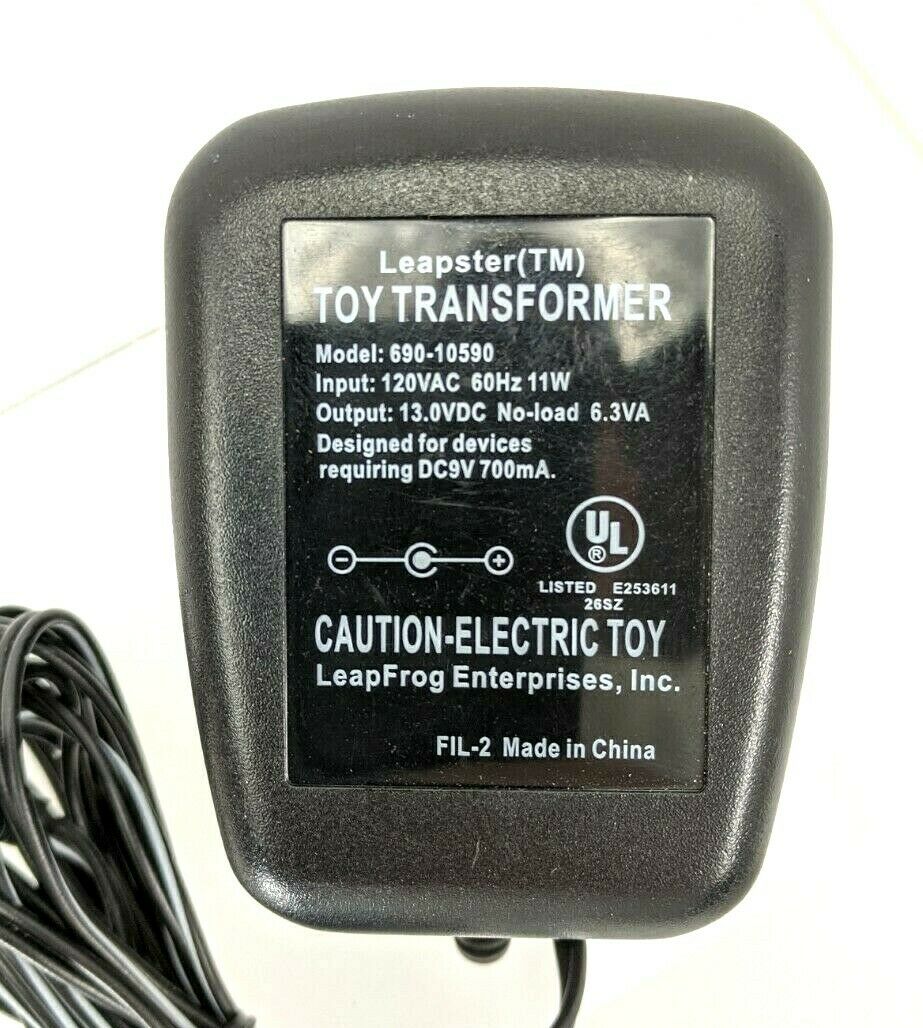 Leapster(TM)
TOY TRANSFORMER
Model: 690-10590
Input: 120VAC 60Hz 11W
Output: 13.0VDC No-load 6.3VA
Designed for devices
requiring DC9V 700mA.
UL
®
LISTED E253611
26SZ
CAUTION-ELECTRIC TOY
LeapFrog Enterprises, Inc.
FIL-2 Made in China